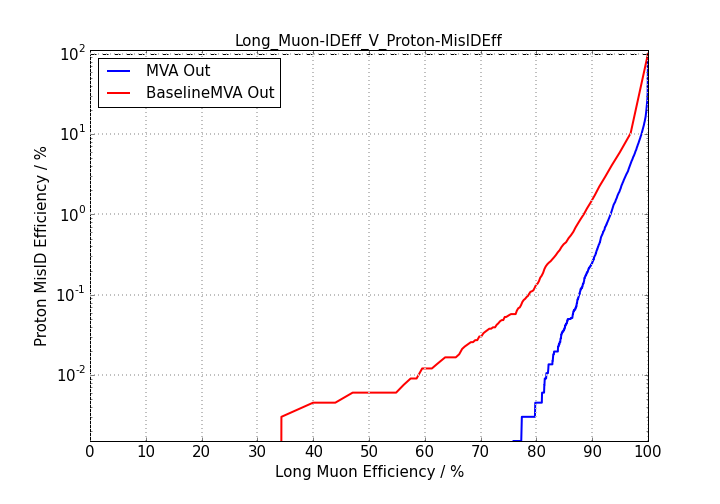 Long_Muon-IDEff_V_Proton-MisIDEff
MVA Out
BaselineMVA Out
Proton MisID Efficiency / %
10²
10¹
10⁰
10⁻¹
10⁻²
0 10 20 30 40 50 60 70 80 90 100
Long Muon Efficiency / %